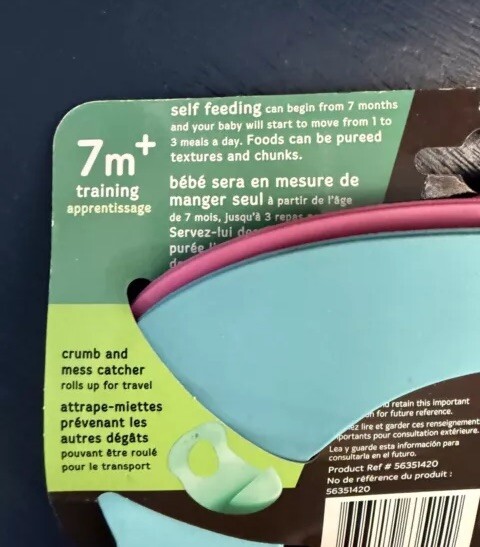 7m+
training
apprentissage
self feeding can begin from 7 months
and your baby will start to move from 1 to
3 meals a day. Foods can be pureed
textures and chunks.
bébé sera en mesure de
manger seul à partir de l'âge
de 7 mois, jusqu'à 3 repas
Servez-lui
purée
crumb and
mess catcher
rolls up for travel
attrape-miettes
prévenant les
autres dégâts
pouvant être roulé
pour le transport
retain this important
for future reference.
lire et garder ces renseignement
pour consultation extérieure.
Lea y guarde esta información para
consultarla en el futuro.
Product Ref # 56351420
No de référence du produit :
56351420